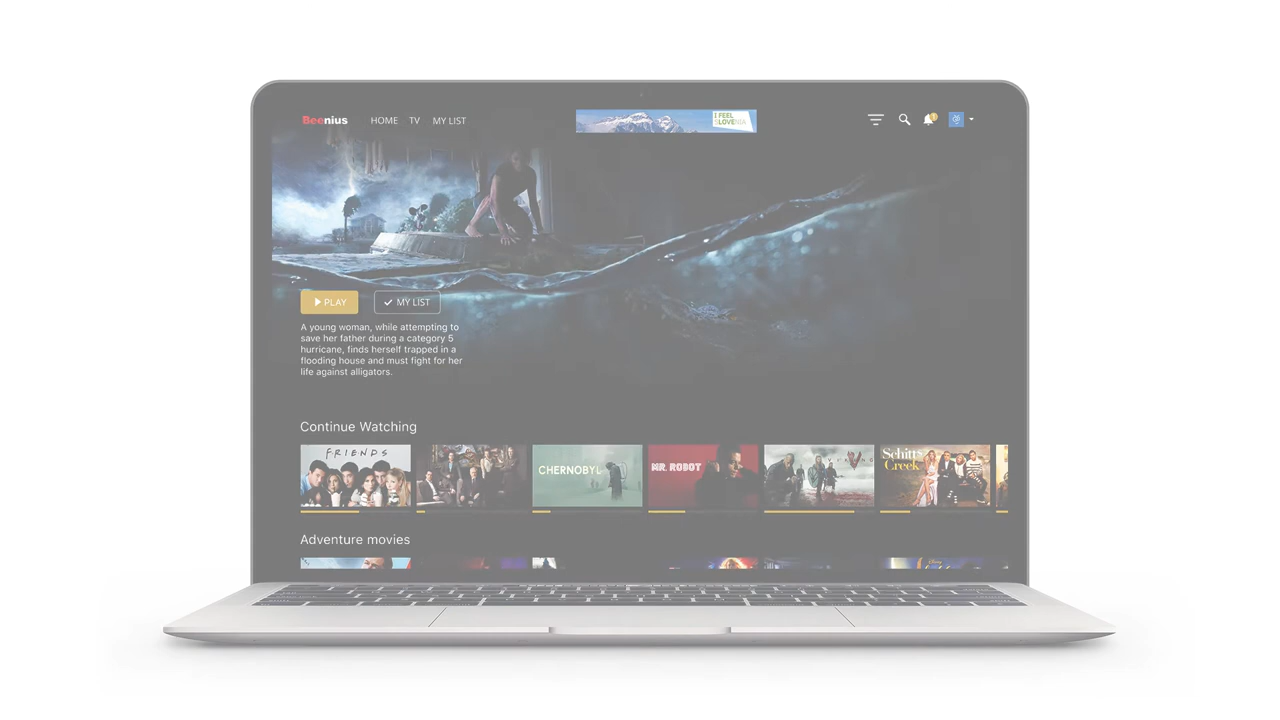 Beenius HOME TV MY LIST
I FEEL
SLOVENIA
1
PLAY MY LIST
A young woman, while attempting to
save her father during a category 5
hurricane, finds herself trapped in a
flooding house and must fight for her
life against alligators.
Continue Watching
FRIENDS
CHERNOBYL
MR. ROBOT
VIKINGS
Schitt's
Creek
Adventure movies